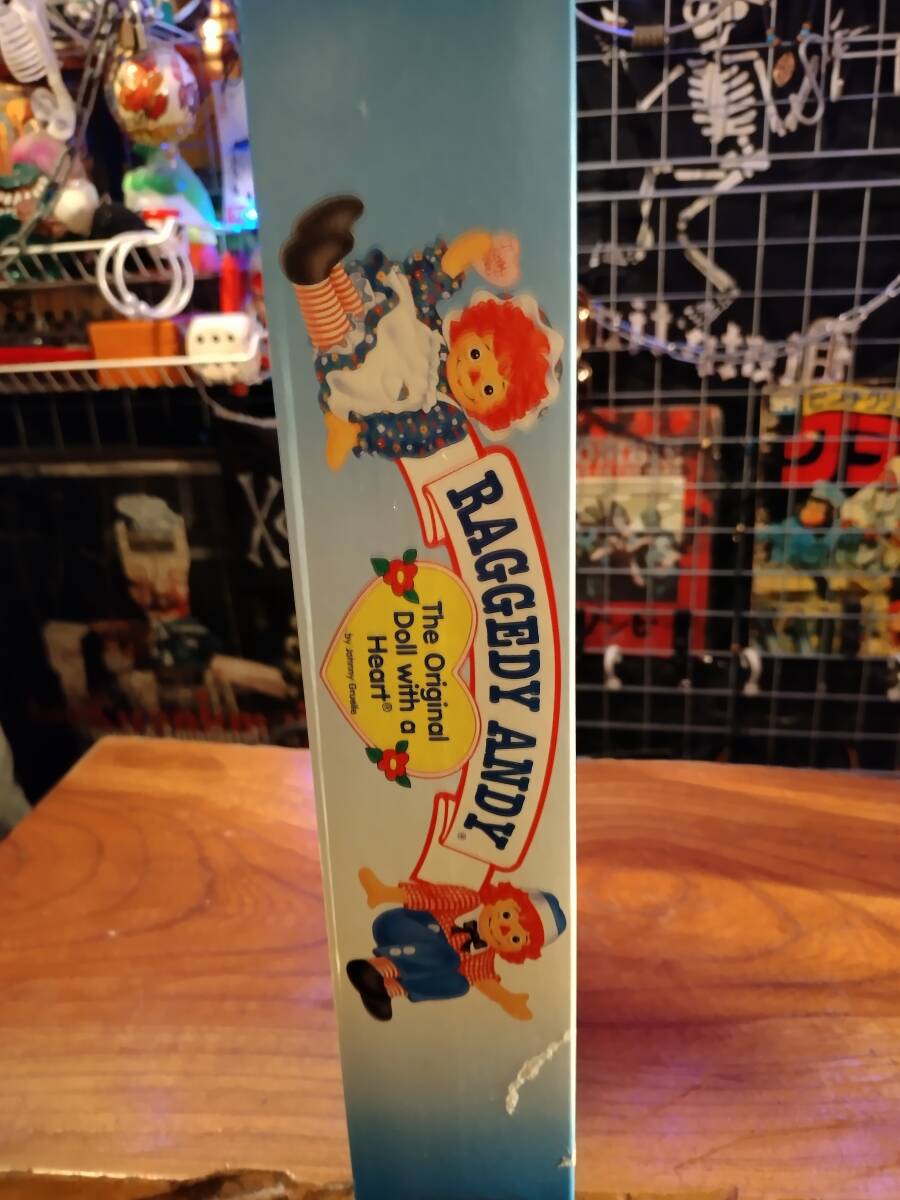 RAGGEDY ANDY®
The Original
Doll with a
Heart®
by Johnny Gruelle